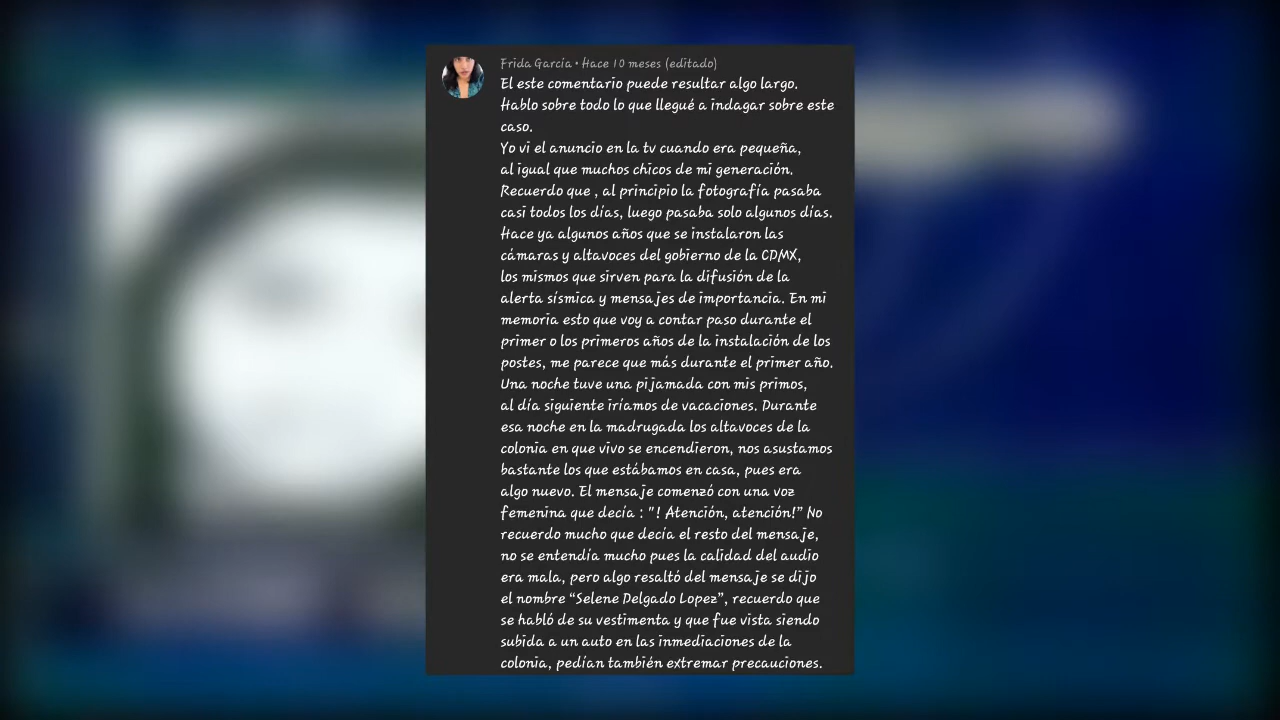 Frida García • Hace 10 meses (editado)
El este comentario puede resultar algo largo.
Hablo sobre todo lo que llegué a indagar sobre este
caso.
Yo vi el anuncio en la tv cuando era pequeña,
al igual que muchos chicos de mi generación.
Recuerdo que , al principio la fotografía pasaba
casi todos los días, luego pasaba solo algunos días.
Hace ya algunos años que se instalaron las
cámaras y altavoces del gobierno de la CDMX,
los mismos que sirven para la difusión de la
alerta sísmica y mensajes de importancia. En mi
memoria esto que voy a contar paso durante el
primer o los primeros años de la instalación de los
postes, me parece que más durante el primer año.
Una noche tuve una pijamada con mis primos,
al día siguiente iríamos de vacaciones. Durante
esa noche en la madrugada los altavoces de la
colonia en que vivo se encendieron, nos asustamos
bastante los que estábamos en casa, pues era
algo nuevo. El mensaje comenzó con una voz
femenina que decía : "! Atención, atención!” No
recuerdo mucho que decía el resto del mensaje,
no se entendía mucho pues la calidad del audio
era mala, pero algo resaltó del mensaje se dijo
el nombre “Selene Delgado Lopez”, recuerdo que
se habló de su vestimenta y que fue vista siendo
subida a un auto en las inmediaciones de la
colonia, pedían también extremar precauciones.